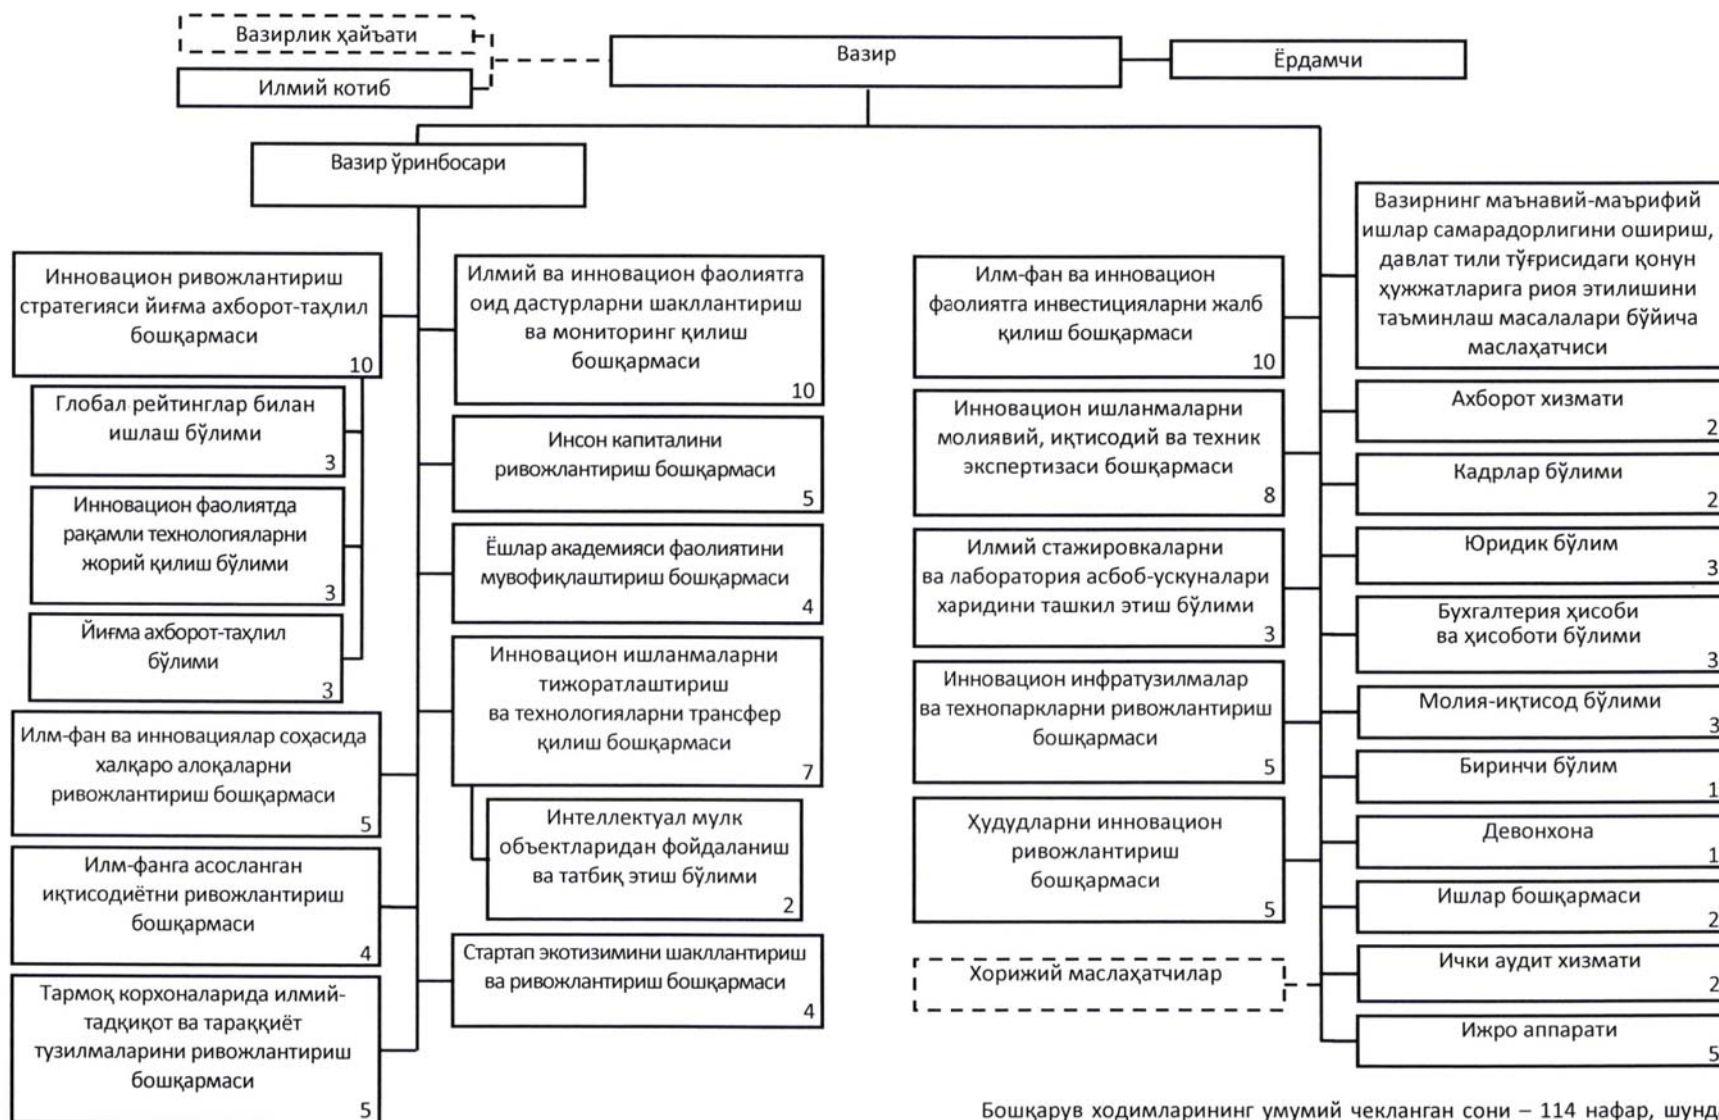 Вазирлик ҳайъати
Илмий котиб
Вазир
Ёрдамчи
Вазир ўринбосари
Инновацион ривожлантириш
стратегияси йиғма ахборот-таҳлил
бошқармаси
10
Глобал рейтинглар билан
ишлаш бўлими
3
Инновацион фаолиятда
рақамли технологияларни
жорий қилиш бўлими
3
Йиғма ахборот-таҳлил
бўлими
3
Илм-фан ва инновациялар соҳасида
халқаро алоқаларни
ривожлантириш бошқармаси
5
Илм-фанга асосланган
иқтисодиётни ривожлантириш
бошқармаси
4
Тармоқ корхоналарида илмий-
тадқиқот ва тараққиёт
тузилмаларини ривожлантириш
бошқармаси
5
Илмий ва инновацион фаолиятга
оид дастурларни шакллантириш
ва мониторинг қилиш
бошқармаси
10
Инсон капиталини
ривожлантириш бошқармаси
5
Ёшлар академияси фаолиятини
мувофиқлаштириш бошқармаси
4
Инновацион ишланмаларни
тижоратлаштириш
ва технологияларни трансфер
қилиш бошқармаси
7
Интеллектуал мулк
объектларидан фойдаланиш
ва татбиқ этиш бўлими
2
Стартап экотизимини шакллантириш
ва ривожлантириш бошқармаси
4
Илм-фан ва инновацион
фаолиятга инвестицияларни жалб
қилиш бошқармаси
10
Инновацион ишланмаларни
молиявий, иқтисодий ва техник
экспертизаси бошқармаси
8
Илмий стажировкаларни
ва лаборатория асбоб-ускуналари
харидини ташкил этиш бўлими
3
Инновацион инфратузилмалар
ва технопаркларни ривожлантириш
бошқармаси
5
Ҳудудларни инновацион
ривожлантириш
бошқармаси
5
Хорижий маслаҳатчилар
Вазирнинг маънавий-маърифий
ишлар самарадорлигини ошириш,
давлат тили тўғрисидаги қонун
ҳужжатларига риоя этилишини
таъминлаш масалалари бўйича
маслаҳатчиси
Ахборот хизмати
2
Кадрлар бўлими
2
Юридик бўлим
3
Бухгалтерия ҳисоби
ва ҳисоботи бўлими
3
Молия-иқтисод бўлими
3
Биринчи бўлим
1
Девонхона
1
Ишлар бошқармаси
2
Ички аудит хизмати
2
Ижро аппарати
5
Бошқарув ходимларининг умумий чекланган сони – 114 нафар, шунд